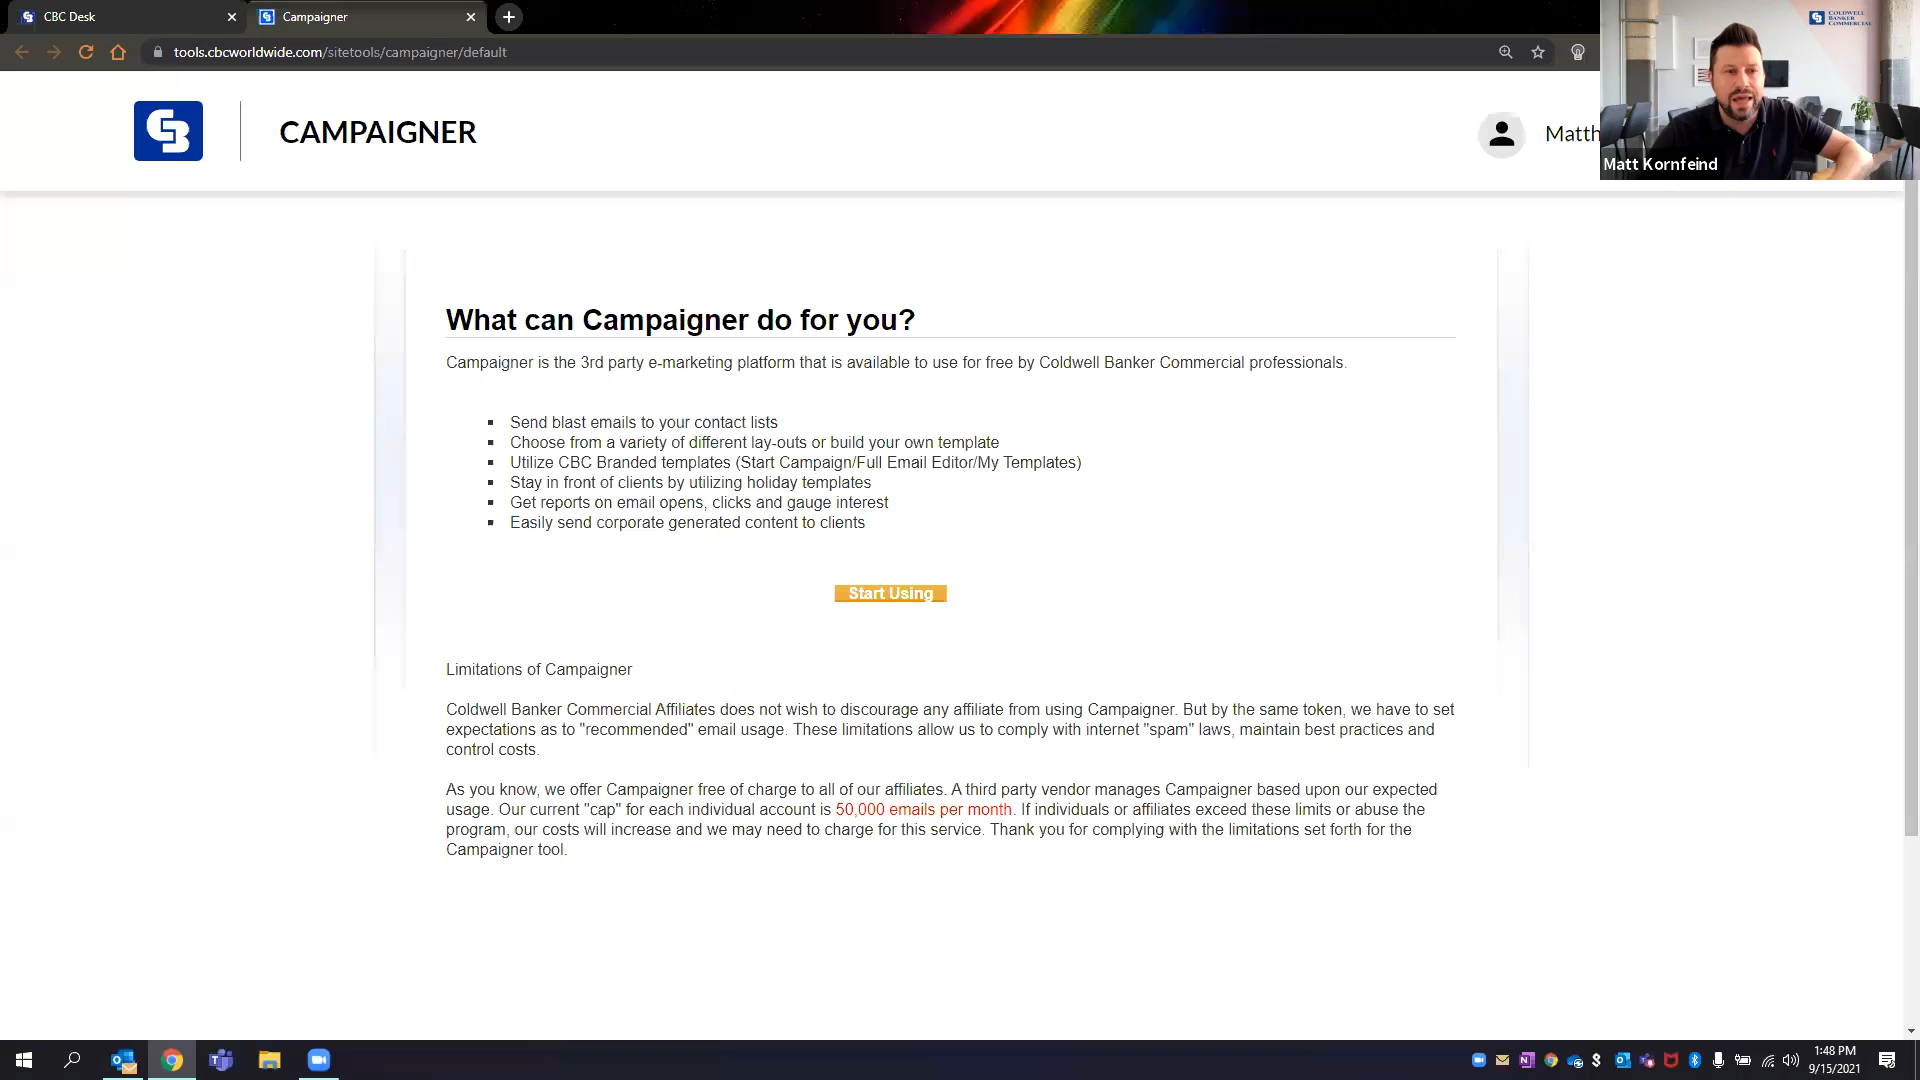 CBC Desk
Campaigner
tools.cbcworldwide.com/sitetools/campaigner/default
COLDWELL
BANKER
COMMERCIAL
CAMPAIGNER
Matth
Matt Kornfeind
What can Campaigner do for you?
Campaigner is the 3rd party e-marketing platform that is available to use for free by Coldwell Banker Commercial professionals.
Send blast emails to your contact lists
Choose from a variety of different lay-outs or build your own template
Utilize CBC Branded templates (Start Campaign/Full Email Editor/My Templates)
Stay in front of clients by utilizing holiday templates
Get reports on email opens, clicks and gauge interest
Easily send corporate generated content to clients
Start Using
Limitations of Campaigner
Coldwell Banker Commercial Affiliates does not wish to discourage any affiliate from using Campaigner. But by the same token, we have to set
expectations as to "recommended" email usage. These limitations allow us to comply with internet "spam" laws, maintain best practices and
control costs.
As you know, we offer Campaigner free of charge to all of our affiliates. A third party vendor manages Campaigner based upon our expected
usage. Our current "cap" for each individual account is 50,000 emails per month. If individuals or affiliates exceed these limits or abuse the
program, our costs will increase and we may need to charge for this service. Thank you for complying with the limitations set forth for the
Campaigner tool.
1:48 PM
9/15/2021